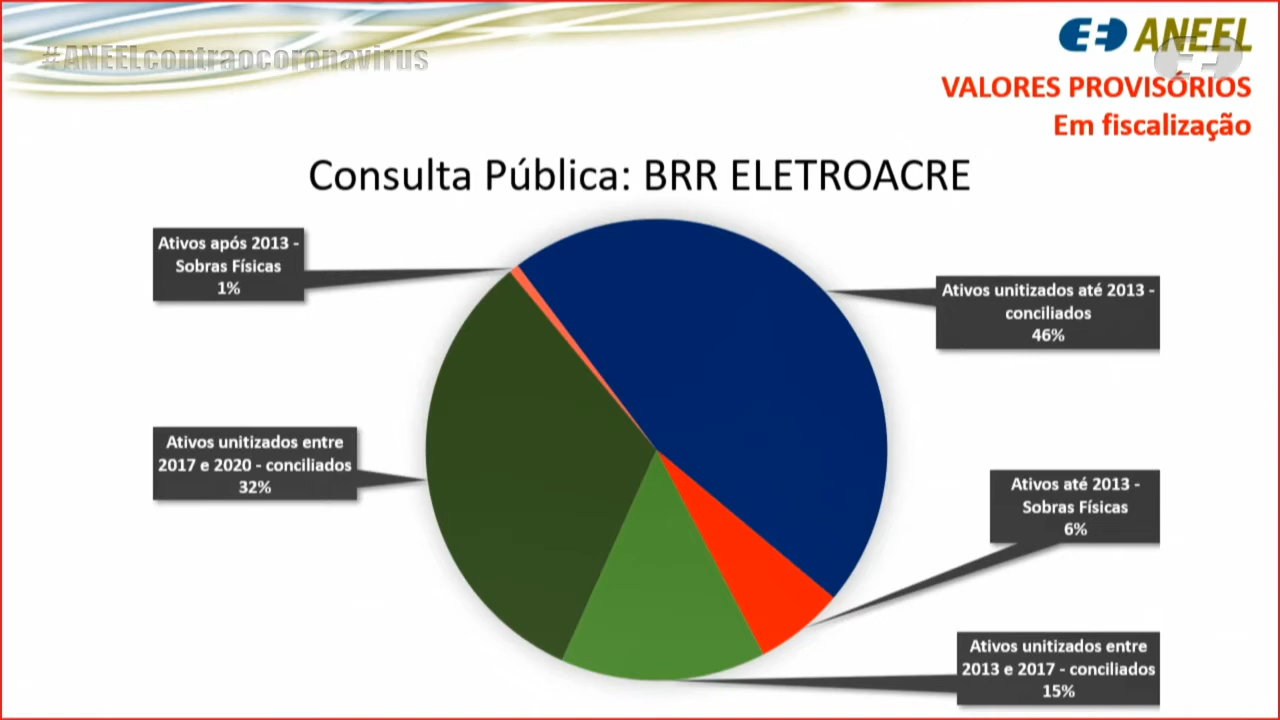 #ANEELcontraocoronavirus
ANEEL
VALORES PROVISÓRIOS
Em fiscalização
Consulta Pública: BRR ELETROACRE
Ativos após 2013 -
Sobras Físicas
1%
Ativos unitizados até 2013 -
conciliados
46%
Ativos unitizados entre
2017 e 2020 - conciliados
32%
Ativos até 2013 -
Sobras Físicas
6%
Ativos unitizados entre
2013 e 2017 - conciliados
15%